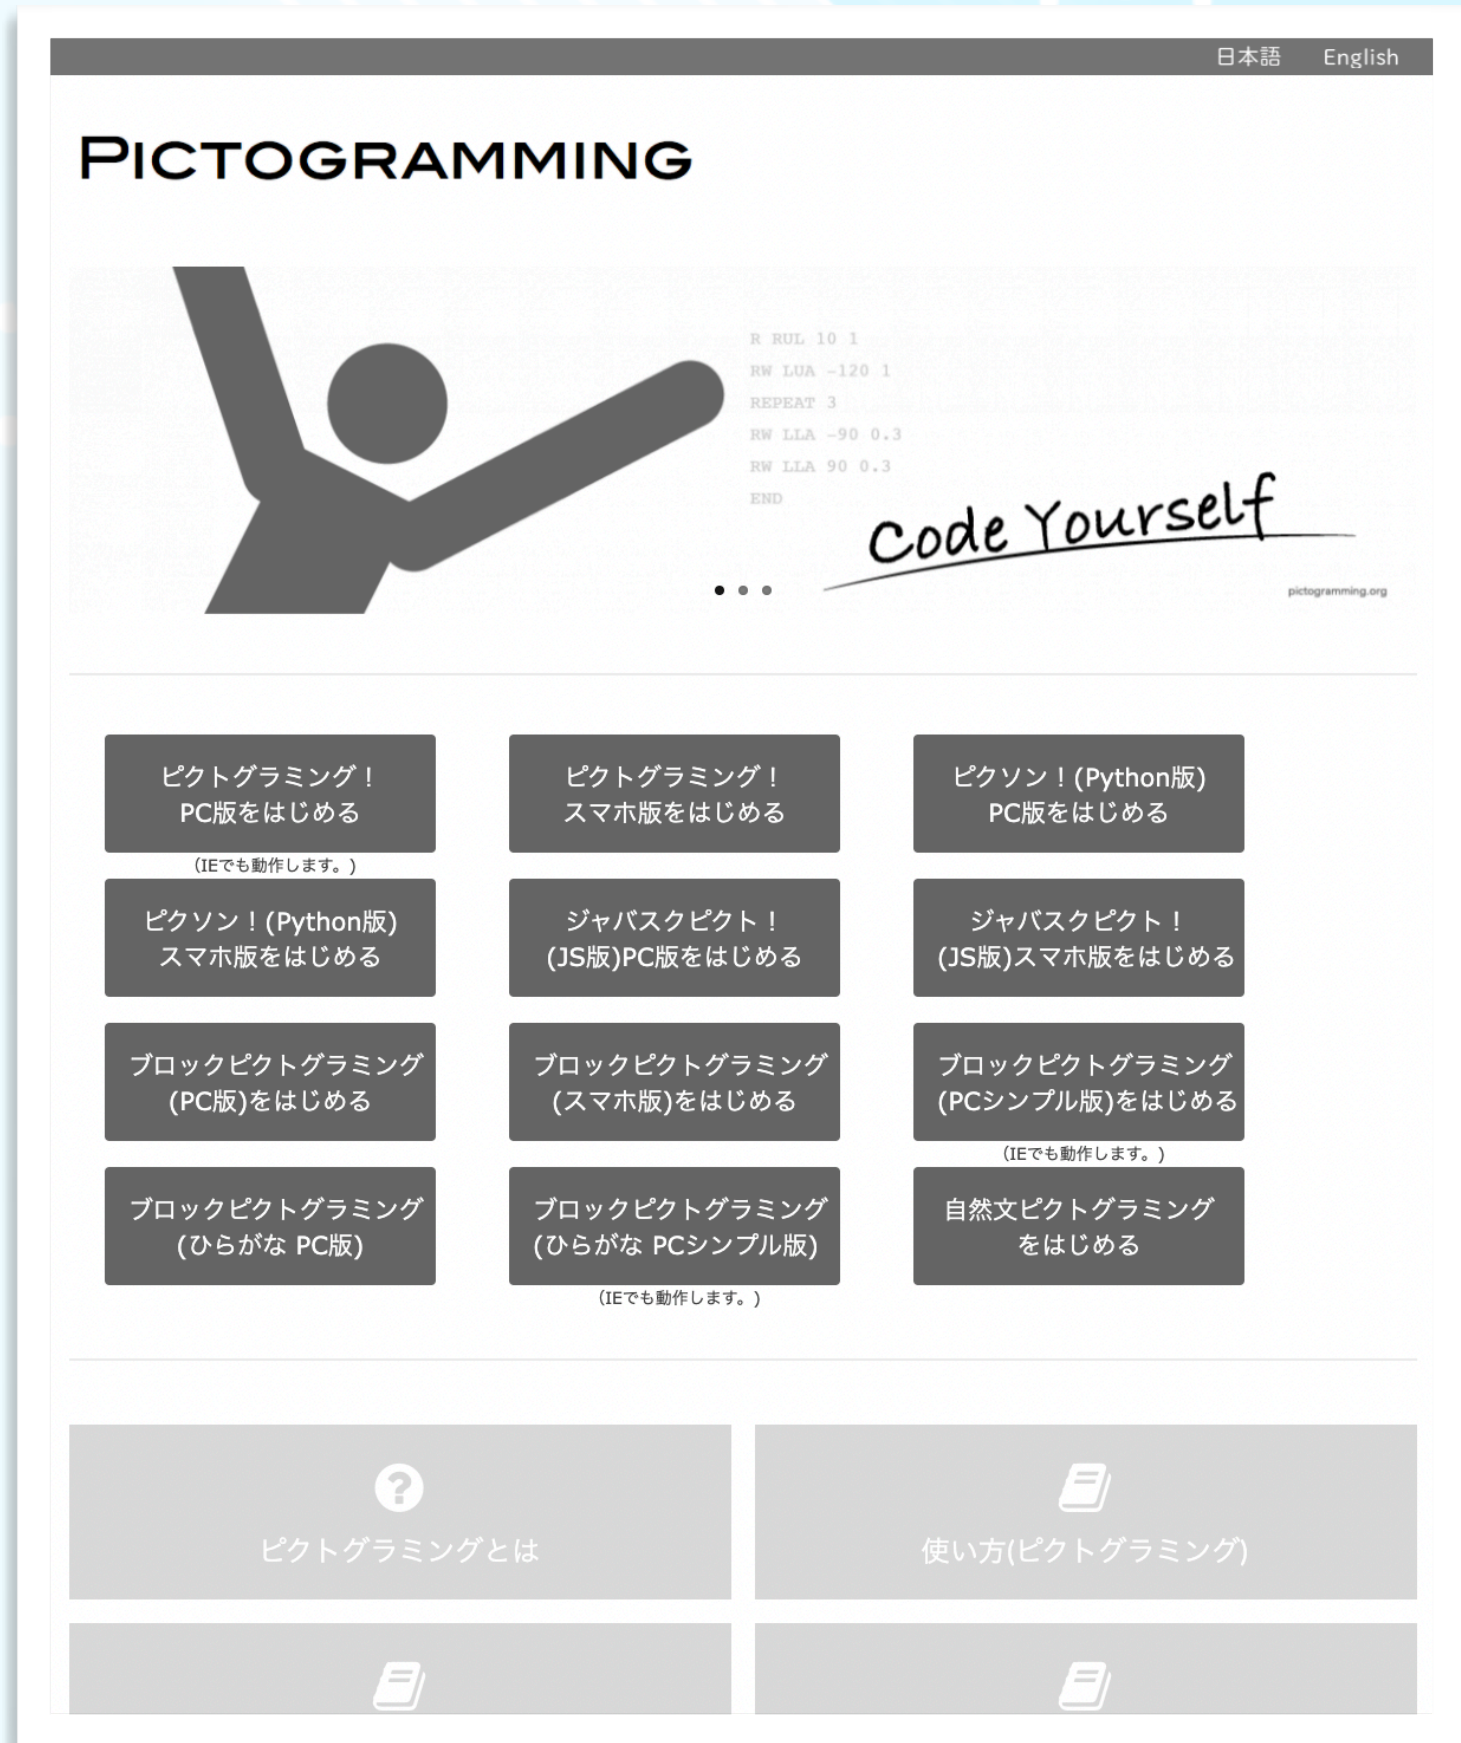 日本語 English
PICTOGRAMMING
R RUL 10 1
RW LUA -120 1
REPEAT 3
RW LLA -90 0.3
RW LLA 90 0.3
END
Code Yourself
pictogramming.org
ピクトグラミング！
PC版をはじめる
(IEでも動作します。)
ピクトグラミング！
スマホ版をはじめる
ピクソン！(Python版)
PC版をはじめる
ピクソン！(Python版)
スマホ版をはじめる
ジャバスクピクト！
(JS版)PC版をはじめる
ジャバスクピクト！
(JS版)スマホ版をはじめる
ブロックピクトグラミング
(PC版)をはじめる
ブロックピクトグラミング
(スマホ版)をはじめる
ブロックピクトグラミング
(PCシンプル版)をはじめる
(IEでも動作します。)
ブロックピクトグラミング
(ひらがな PC版)
ブロックピクトグラミング
(ひらがな PCシンプル版)
(IEでも動作します。)
自然文ピクトグラミング
をはじめる
ピクトグラミングとは
使い方(ピクトグラミング)